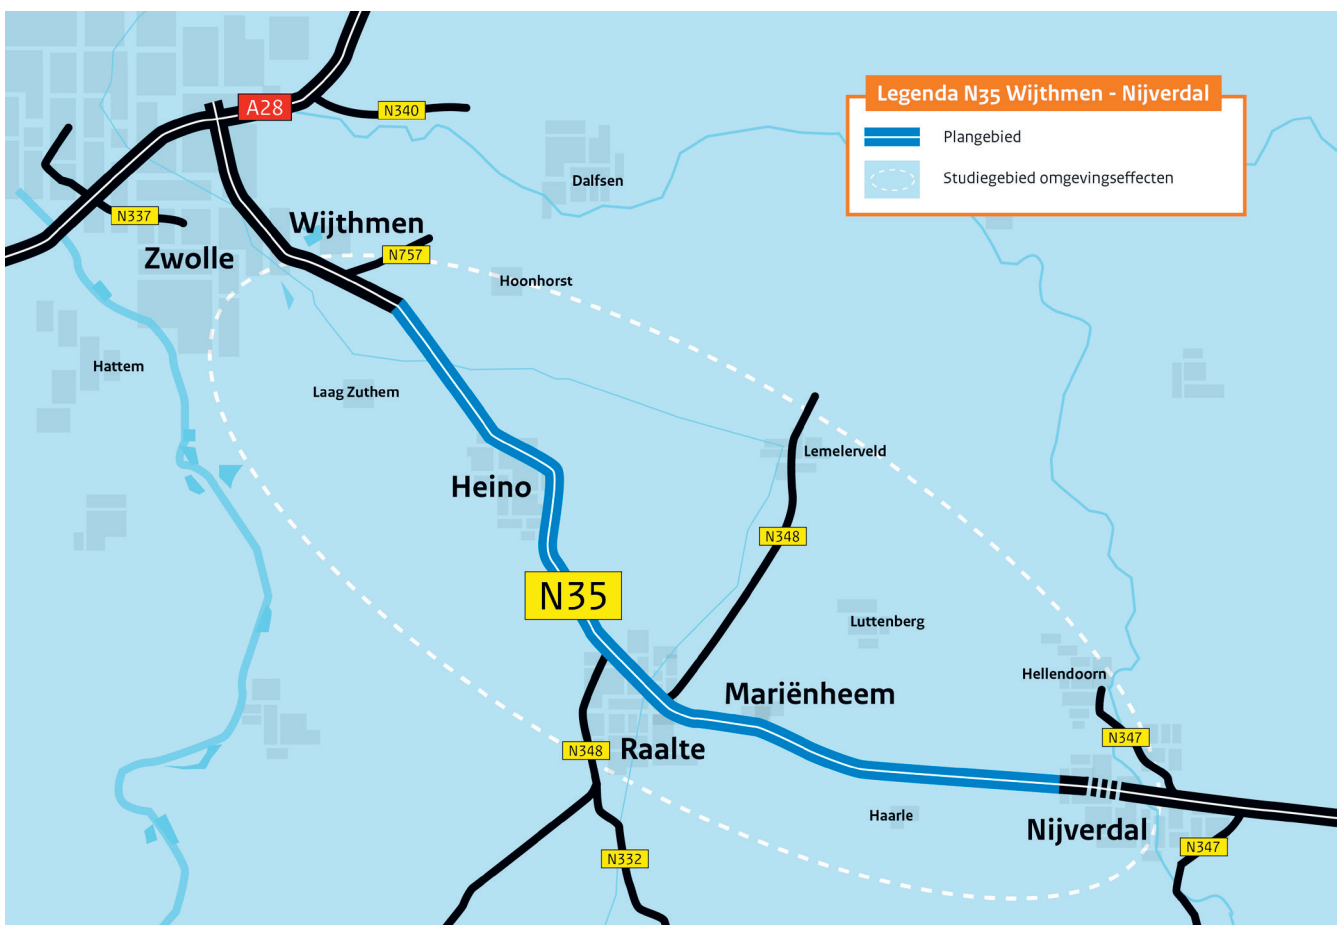 A28
N340
Legenda N35 Wijthmen - Nijverdal
Plangebied
Studiegebied omgevingseffecten
Dalfsen
N337
Wijthmen
N757
Zwolle
Hoonhorst
Hattem
Laag Zuthem
Lemelerveld
Heino
N348
N35
Luttenberg
Hellendoorn
Mariënheem
N348
Raalte
N347
Haarle
Nijverdal
N332
N347